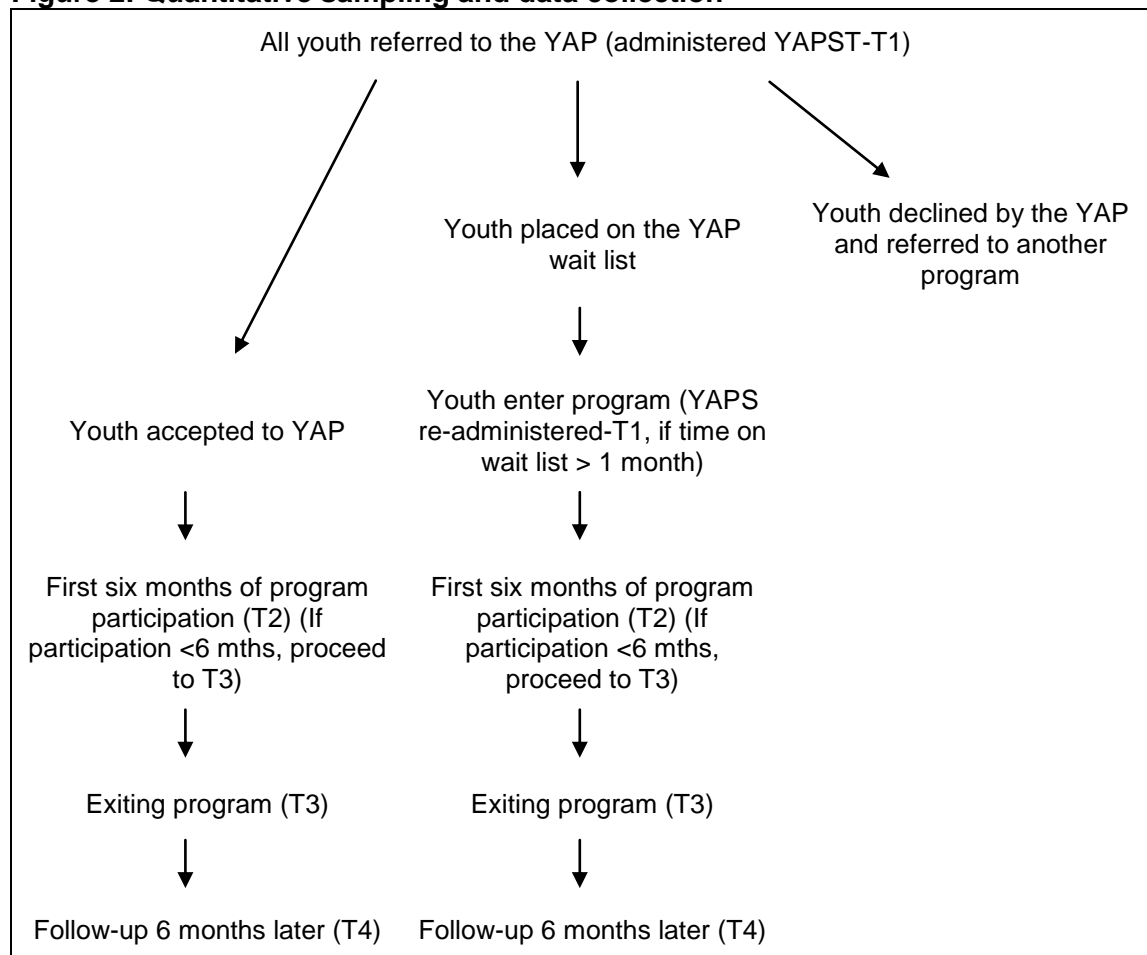 Figure 2: Quantitative sampling and data collection
All youth referred to the YAP (administered YAPST-T1)
Youth placed on the YAP
wait list
Youth declined by the YAP
and referred to another
program
Youth accepted to YAP
Youth enter program (YAPS
re-administered-T1, if time on
wait list > 1 month)
First six months of program
participation (T2) (If
participation <6 mths, proceed
to T3)
First six months of program
participation (T2) (If
participation <6 mths,
proceed to T3)
Exiting program (T3)
Exiting program (T3)
Follow-up 6 months later (T4)
Follow-up 6 months later (T4)